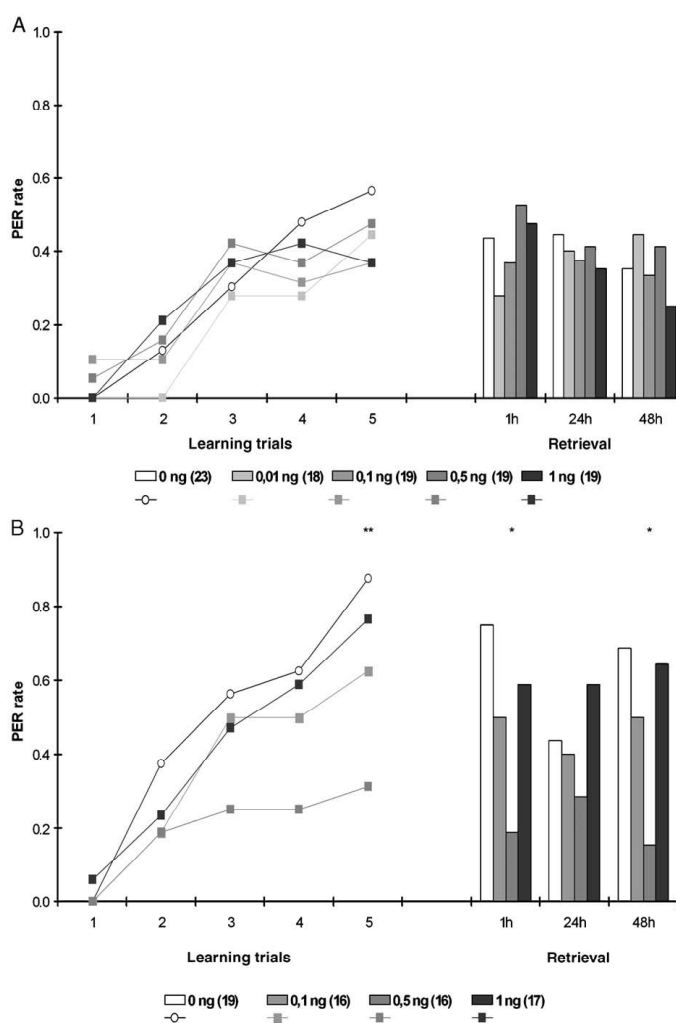 A
1.0
0.8
0.6
0.4
0.2
0.0
PER rate
1 2 3 4 5 1h 24h 48h
Learning trials Retrieval
0 ng (23) 0,01 ng (18) 0,1 ng (19) 0,5 ng (19) 1 ng (19)
B
** * *
1.0
0.8
0.6
0.4
0.2
0.0
PER rate
1 2 3 4 5 1h 24h 48h
Learning trials Retrieval
0 ng (19) 0,1 ng (16) 0,5 ng (16) 1 ng (17)